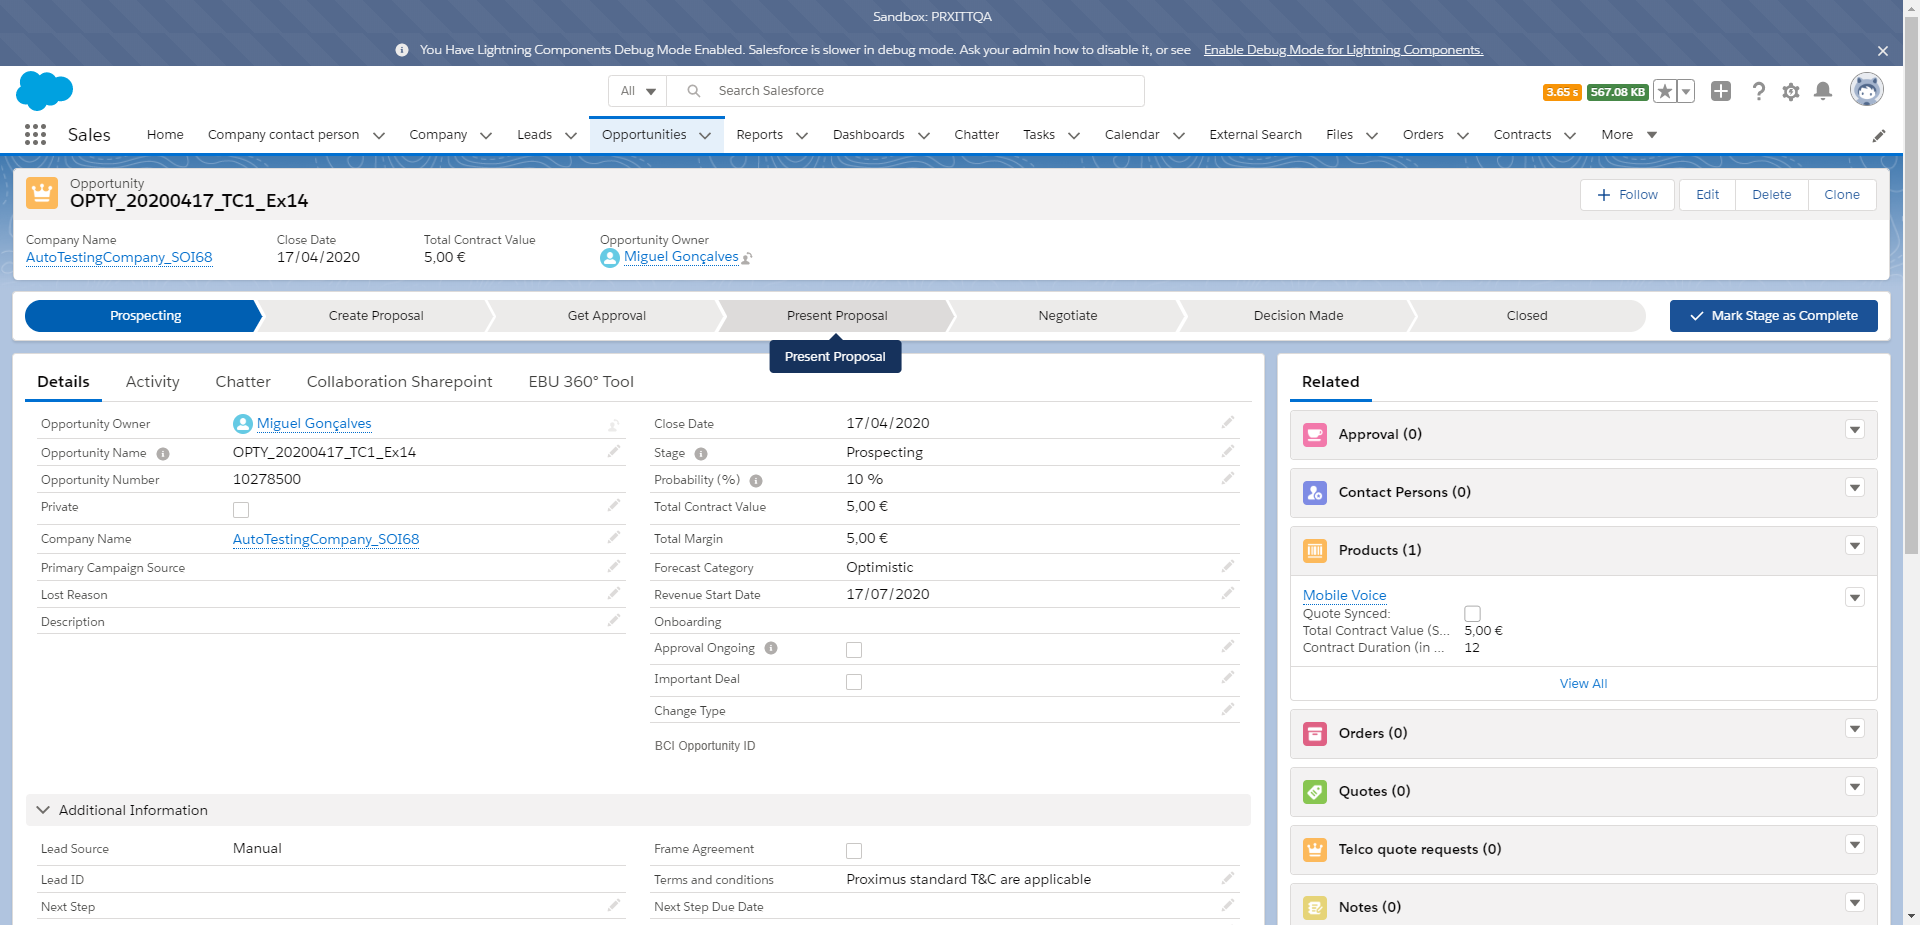 Sandbox: PRXITTQA
You Have Lightning Components Debug Mode Enabled. Salesforce is slower in debug mode. Ask your admin how to disable it, or see Enable Debug Mode for Lightning Components.
All Search Salesforce 3.65 s 567.08 KB
Sales Home Company contact person Company Leads Opportunities Reports Dashboards Chatter Tasks Calendar External Search Files Orders Contracts More
Opportunity
OPTY_20200417_TC1_Ex14
Follow Edit Delete Clone
Company Name Close Date Total Contract Value Opportunity Owner
AutoTestingCompany_SOI68 17/04/2020 5,00 € Miguel Gonçalves
Prospecting Create Proposal Get Approval Present Proposal Negotiate Decision Made Closed Mark Stage as Complete
Present Proposal
Details Activity Chatter Collaboration Sharepoint EBU 360° Tool
Opportunity Owner Miguel Gonçalves
Opportunity Name OPTY_20200417_TC1_Ex14
Opportunity Number 10278500
Private
Company Name AutoTestingCompany_SOI68
Primary Campaign Source
Lost Reason
Description
Close Date 17/04/2020
Stage Prospecting
Probability (%) 10 %
Total Contract Value 5,00 €
Total Margin 5,00 €
Forecast Category Optimistic
Revenue Start Date 17/07/2020
Onboarding
Approval Ongoing
Important Deal
Change Type
BCI Opportunity ID
Additional Information
Lead Source Manual
Lead ID
Next Step
Frame Agreement
Terms and conditions Proximus standard T&C are applicable
Next Step Due Date
Related
Approval (0)
Contact Persons (0)
Products (1)
Mobile Voice
Quote Synced:
Total Contract Value (S... 5,00 €
Contract Duration (in ... 12
View All
Orders (0)
Quotes (0)
Telco quote requests (0)
Notes (0)